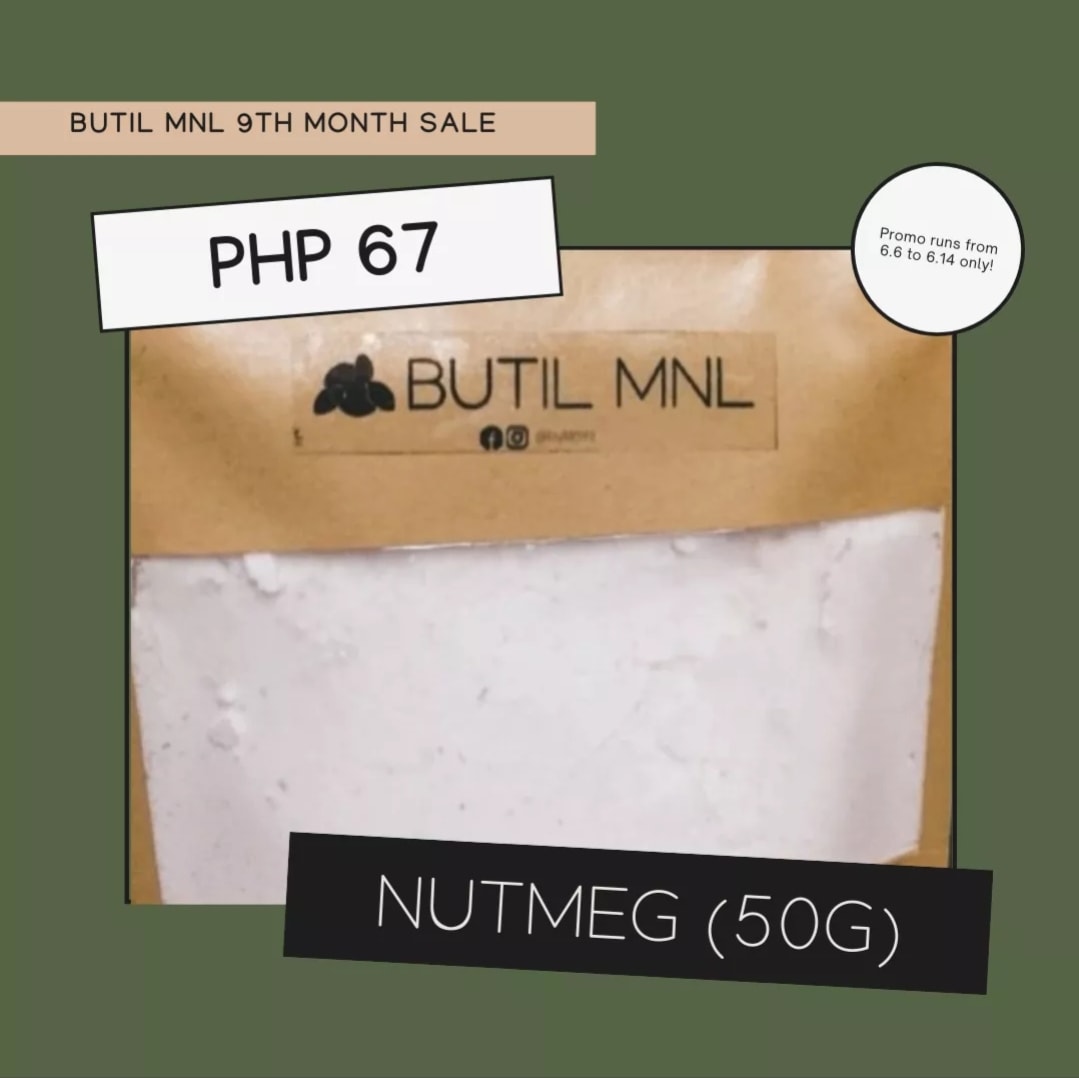 BUTIL MNL 9TH MONTH SALE
PHP 67
Promo runs from
6.6 to 6.14 only!
BUTIL MNL
NUTMEG (50G)